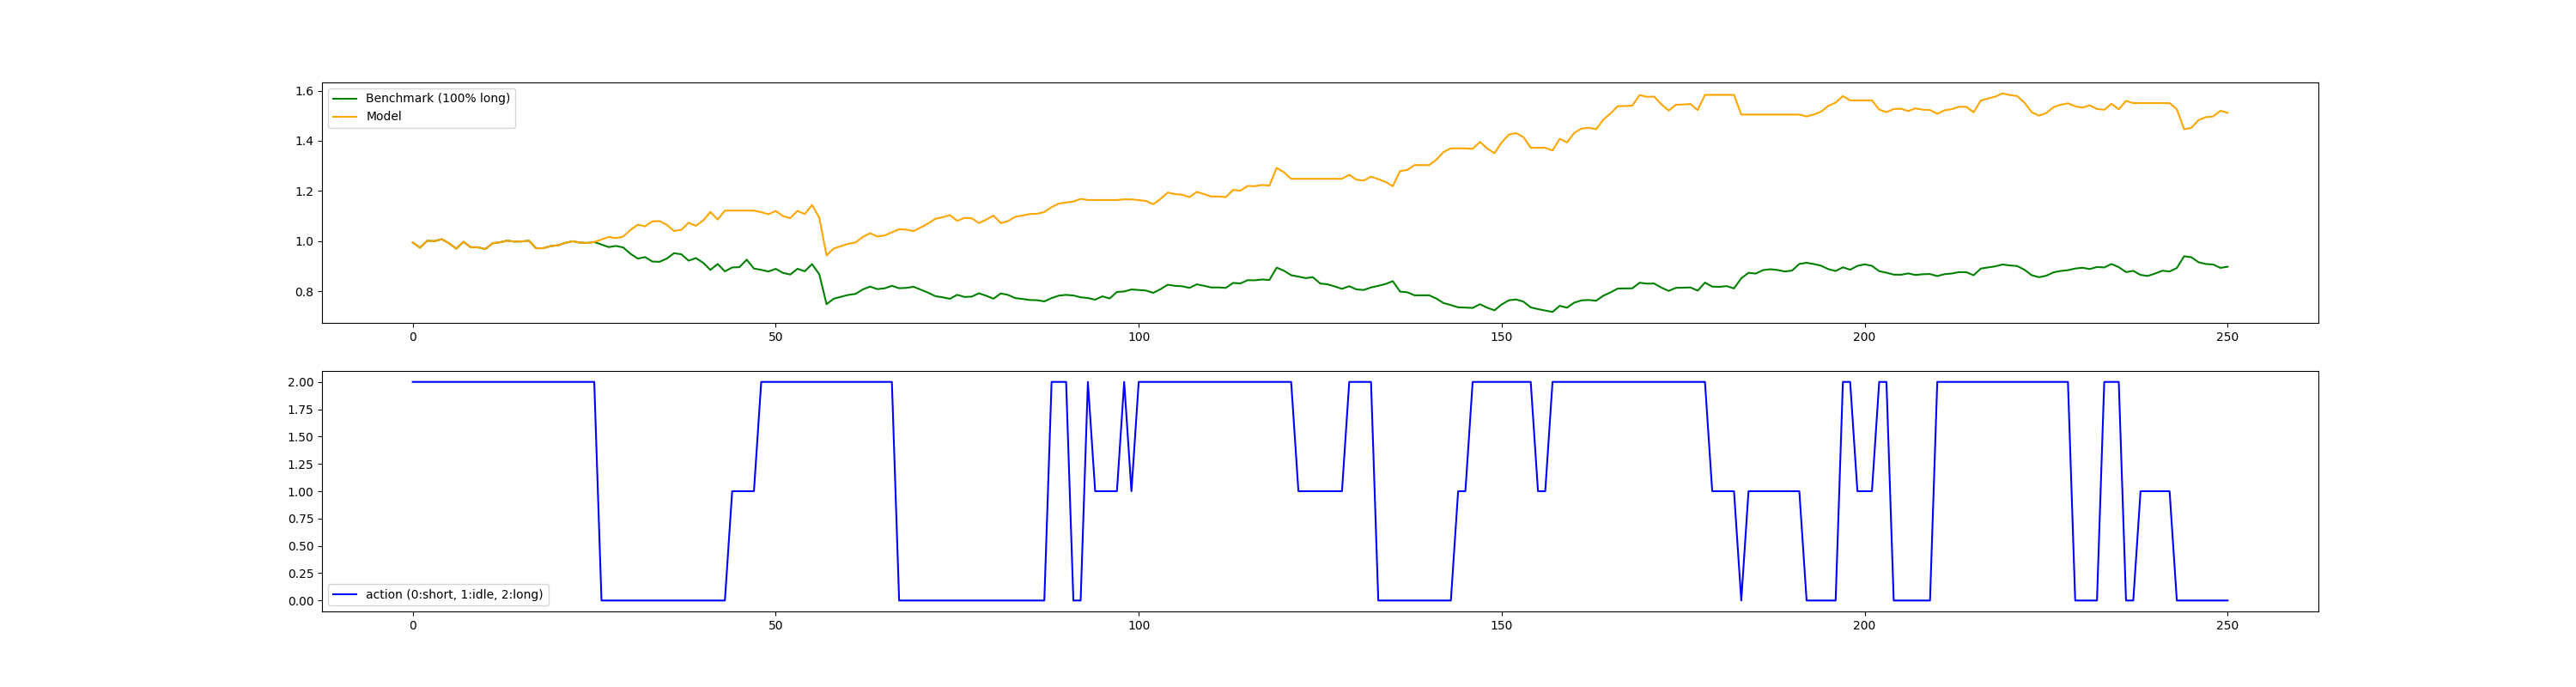 Benchmark (100% long)
Model
1.6
1.4
1.2
1.0
0.8
0 50 100 150 200 250
2.00
1.75
1.50
1.25
1.00
0.75
0.50
0.25
0.00
action (0:short, 1:idle, 2:long)
0 50 100 150 200 250